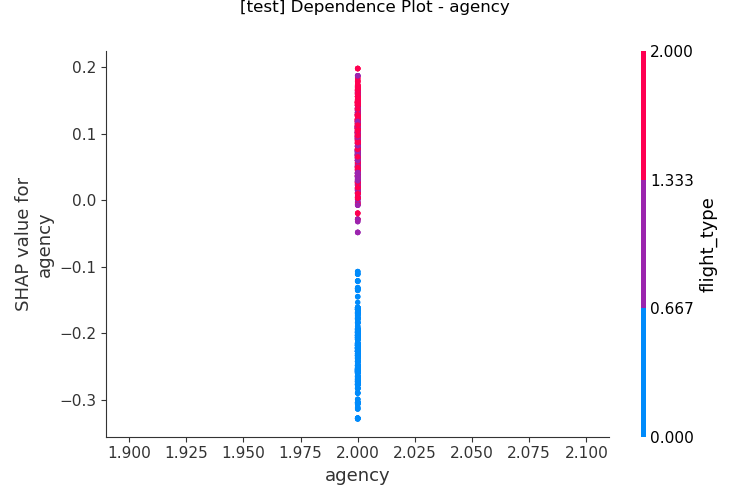 [test] Dependence Plot - agency
0.2
0.1
0.0
−0.1
−0.2
−0.3
SHAP value for
agency
1.900 1.925 1.950 1.975 2.000 2.025 2.050 2.075 2.100
agency
2.000
1.333
0.667
0.000
flight_type